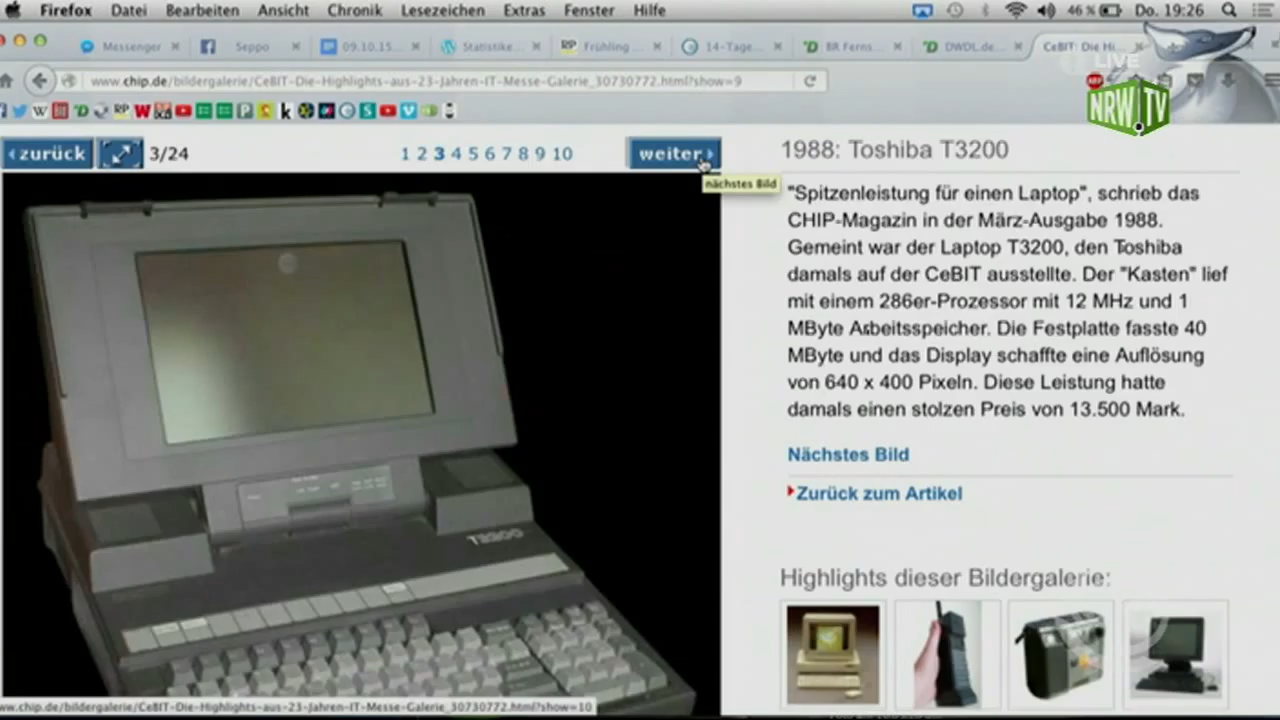 Firefox Datei Bearbeiten Ansicht Chronik Lesezeichen Extras Fenster Hilfe 46 % Do. 19:26
Messenger Seppo 09.10.15... Statistike... Frühling 14-Tage... BR Ferns... DWDL.de... CeBIT: Die Hi
LIVE
www.chip.de/bildergalerie/CeBIT-Die-Highlights-aus-23-Jahren-IT-Messe-Galerie_30730772.html?show=9
NRW.TV
zurück 3/24 1 2 3 4 5 6 7 8 9 10 weiter
nächstes Bild
1988: Toshiba T3200
"Spitzenleistung für einen Laptop", schrieb das
CHIP-Magazin in der März-Ausgabe 1988.
Gemeint war der Laptop T3200, den Toshiba
damals auf der CeBIT ausstellte. Der "Kasten" lief
mit einem 286er-Prozessor mit 12 MHz und 1
MByte Arbeitsspeicher. Die Festplatte fasste 40
MByte und das Display schaffte eine Auflösung
von 640 x 400 Pixeln. Diese Leistung hatte
damals einen stolzen Preis von 13.500 Mark.
Nächstes Bild
Zurück zum Artikel
T3200
Highlights dieser Bildergalerie:
ww.chip.de/bildergalerie/CeBIT-Die-Highlights-aus-23-Jahren-IT-Messe-Galerie_30730772.html?show=10